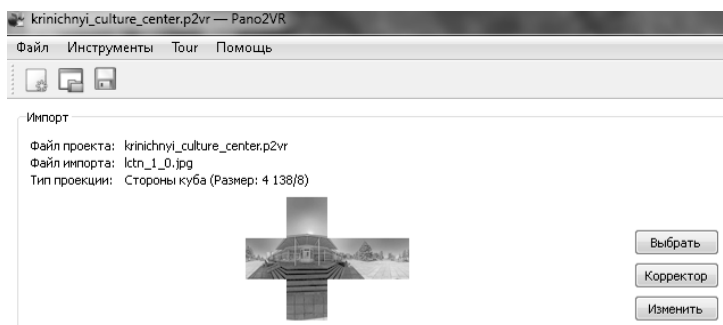 krinichnyi_culture_center.p2vr — Pano2VR
Файл Инструменты Tour Помощь
Импорт
Файл проекта: krinichnyi_culture_center.p2vr
Файл импорта: lctn_1_0.jpg
Тип проекции: Стороны куба (Размер: 4 138/8)
Выбрать
Корректор
Изменить